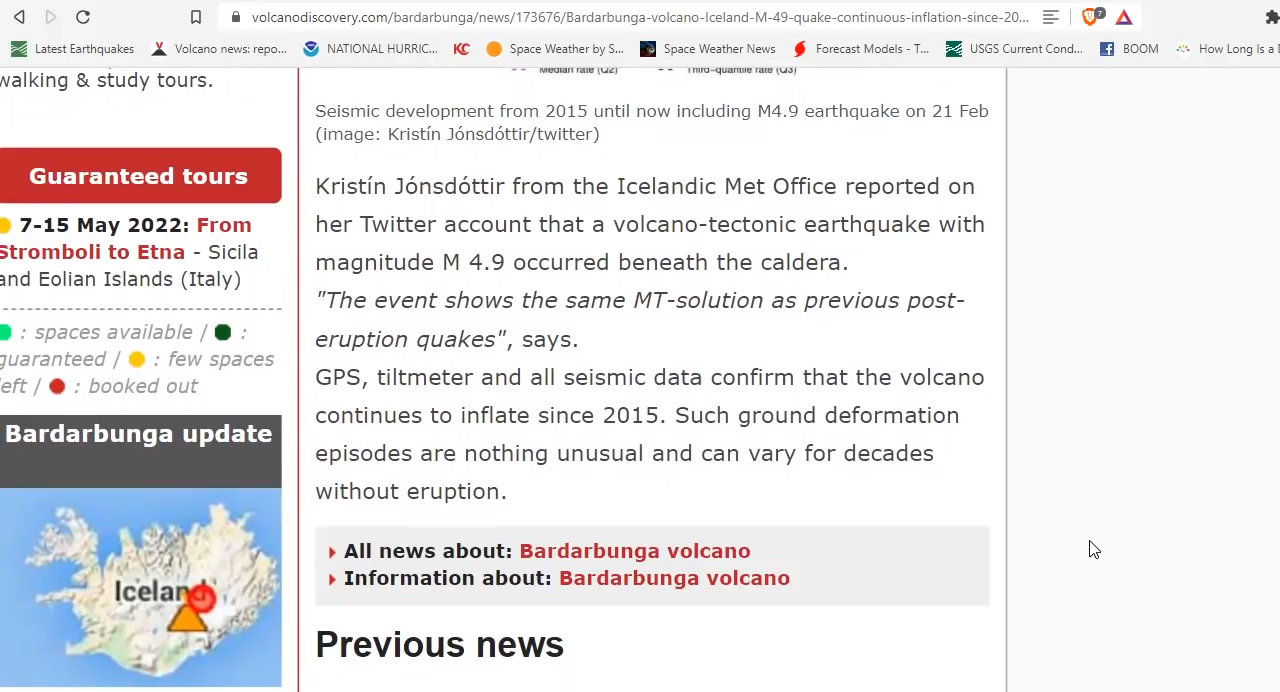 volcanodiscovery.com/bardarbunga/news/173676/Bardarbunga-volcano-Iceland-M-49-quake-continuous-inflation-since-20...
7
Latest Earthquakes
Volcano news: repo...
NATIONAL HURRIC...
KC
Space Weather by S...
Space Weather News
Forecast Models - T...
USGS Current Cond...
BOOM
How Long Is a D
walking & study tours.
Guaranteed tours
7-15 May 2022: From
Stromboli to Etna - Sicila
and Eolian Islands (Italy)
: spaces available / :
guaranteed / : few spaces
left / : booked out
Bardarbunga update
Iceland
Median rate (Q2) Third-quantile rate (Q3)
Seismic development from 2015 until now including M4.9 earthquake on 21 Feb
(image: Kristín Jónsdóttir/twitter)
Kristín Jónsdóttir from the Icelandic Met Office reported on
her Twitter account that a volcano-tectonic earthquake with
magnitude M 4.9 occurred beneath the caldera.
"The event shows the same MT-solution as previous post-
eruption quakes", says.
GPS, tiltmeter and all seismic data confirm that the volcano
continues to inflate since 2015. Such ground deformation
episodes are nothing unusual and can vary for decades
without eruption.
All news about: Bardarbunga volcano
Information about: Bardarbunga volcano
Previous news